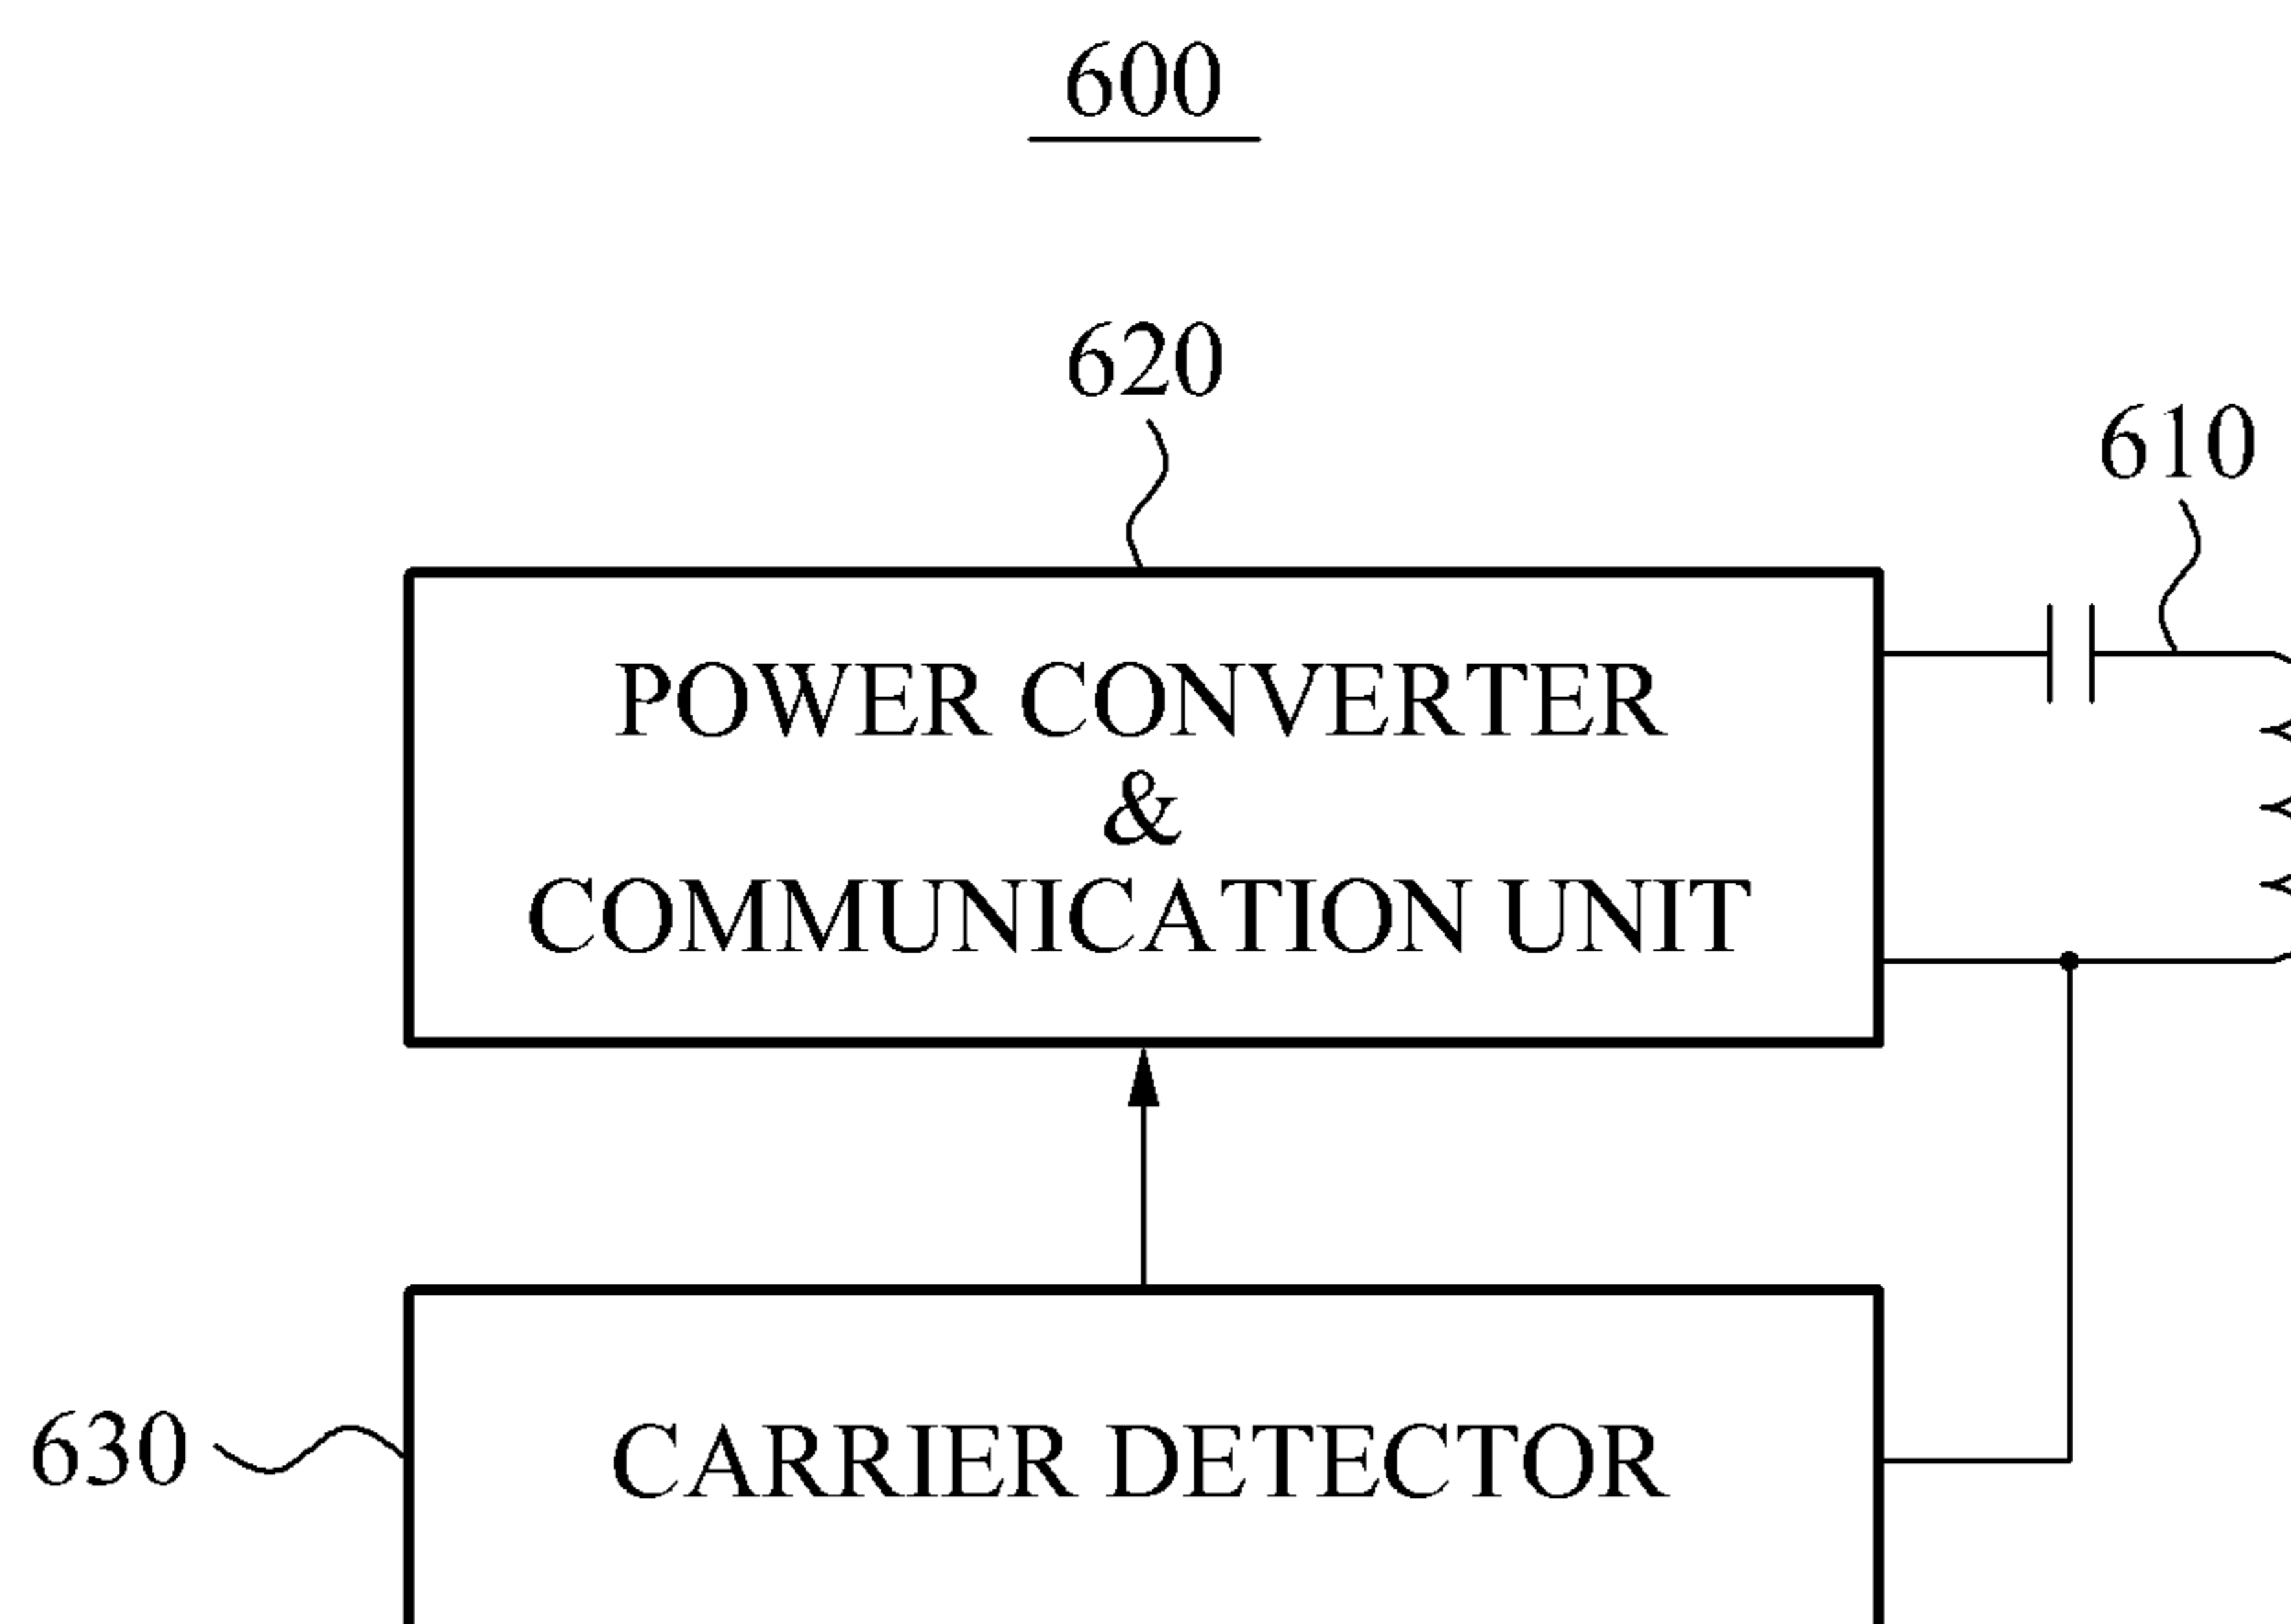 600
620
610
POWER CONVERTER
&
COMMUNICATION UNIT
630
CARRIER DETECTOR